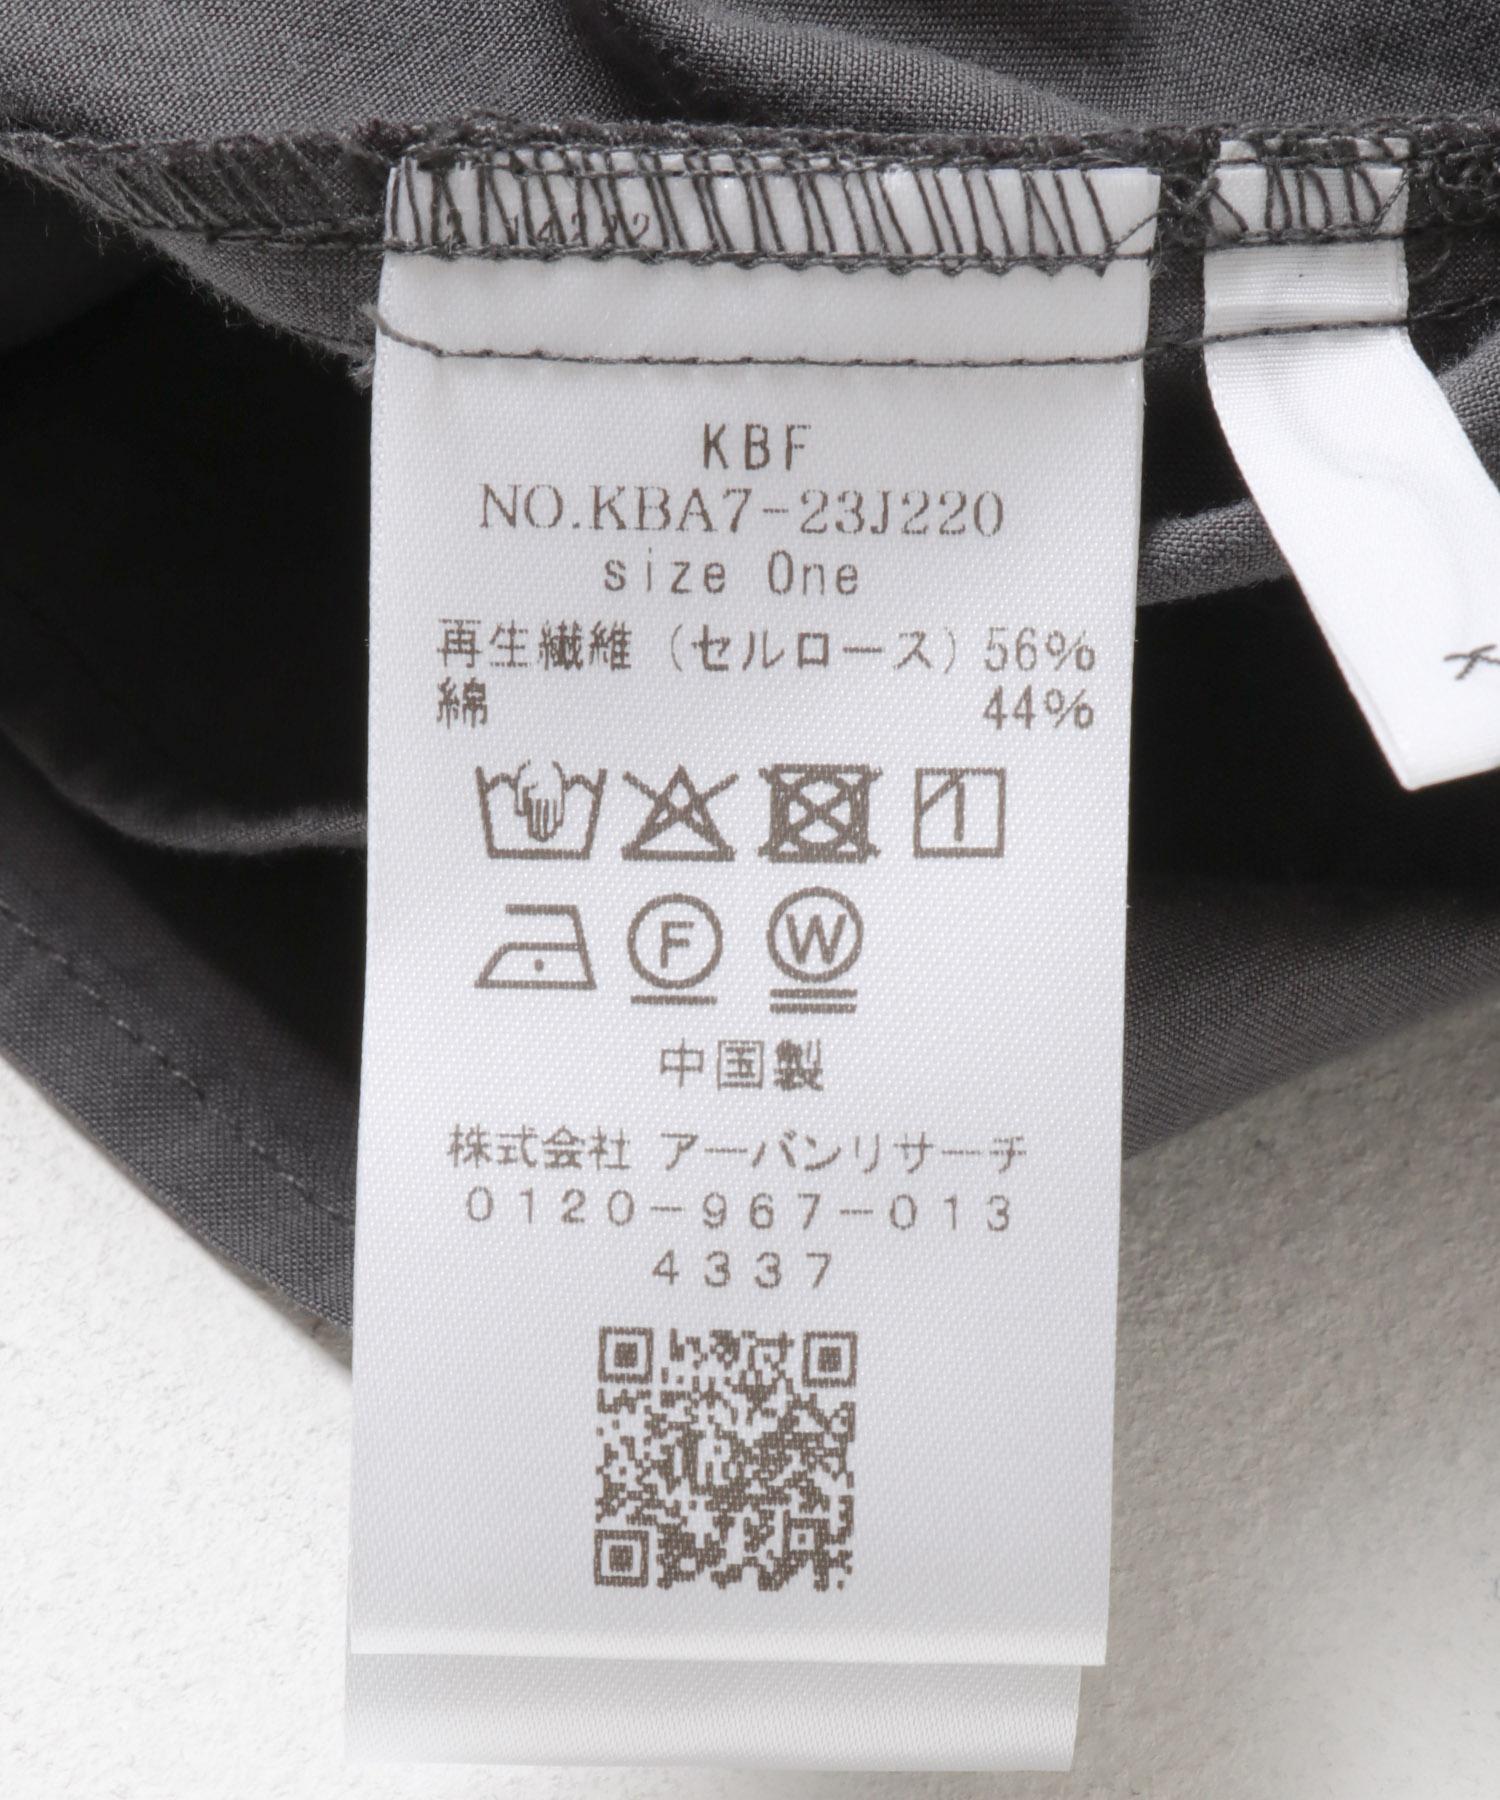 KBF
NO.KBA7-23J220
size One
再生繊維（セルロース）56%
綿 44%
F W
中国製
株式会社 アーバンリサーチ
0120-967-013
4337